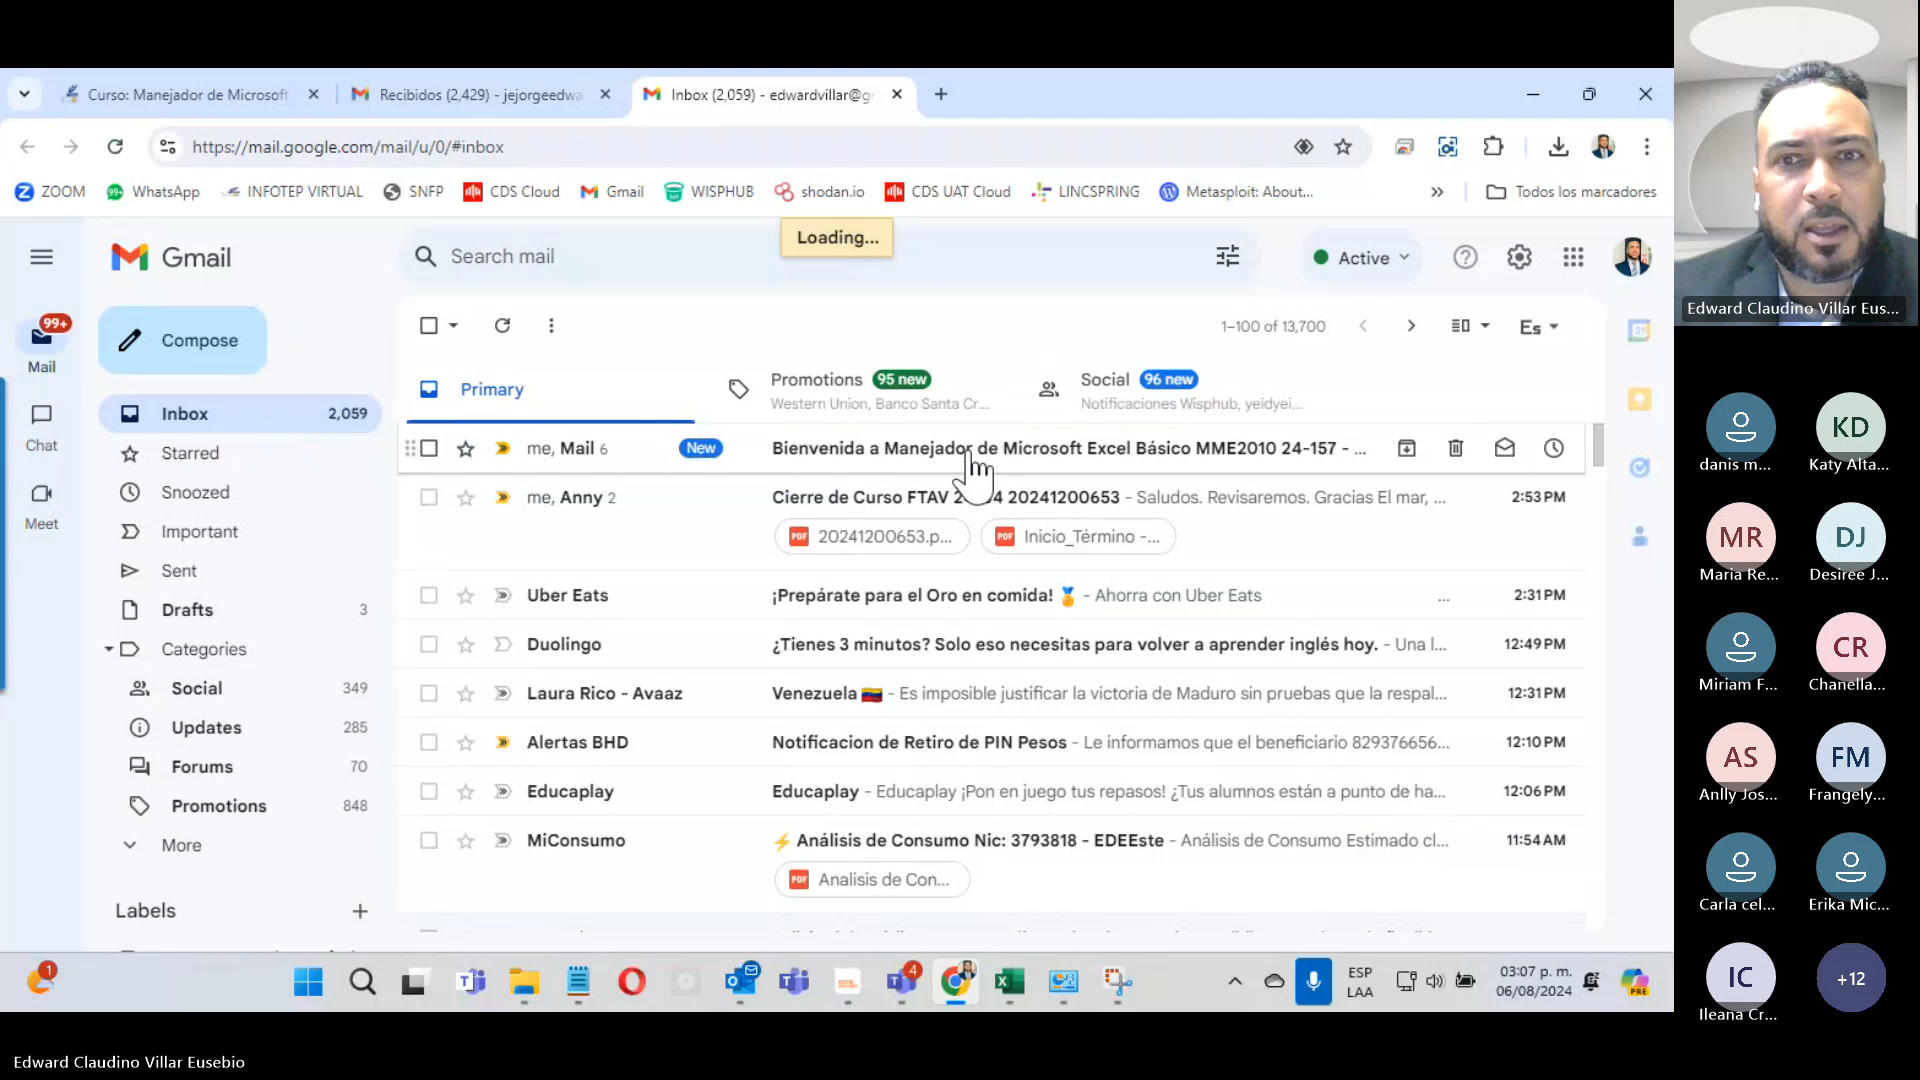 Curso: Manejador de Microsoft
Recibidos (2,429) - jejorgeedwa
Inbox (2,059) - edwardvillar@g
https://mail.google.com/mail/u/0/#inbox
ZOOM
WhatsApp
INFOTEP VIRTUAL
SNFP
CDS Cloud
Gmail
WISPHUB
shodan.io
CDS UAT Cloud
LINCSPRING
Metasploit: About...
Todos los marcadores
Loading...
Gmail
Search mail
Active
99+
Mail
Chat
Meet
Compose
Inbox 2,059
Starred
Snoozed
Important
Sent
Drafts 3
Categories
Social 349
Updates 285
Forums 70
Promotions 848
More
Labels
1–100 of 13,700
Es
Primary
Promotions 95 new
Western Union, Banco Santa Cr...
Social 96 new
Notificaciones Wisphub, yeidyei...
me, Mail 6 New Bienvenida a Manejador de Microsoft Excel Básico MME2010 24-157 - ...
me, Anny 2 Cierre de Curso FTAV 20241200653 - Saludos. Revisaremos. Gracias El mar, ... 2:53 PM
20241200653.p...
Inicio_Término -...
Uber Eats ¡Prepárate para el Oro en comida! 🏅 - Ahorra con Uber Eats ... 2:31 PM
Duolingo ¿Tienes 3 minutos? Solo eso necesitas para volver a aprender inglés hoy. - Una l... 12:49 PM
Laura Rico - Avaaz Venezuela 🇻🇪 - Es imposible justificar la victoria de Maduro sin pruebas que la respal... 12:31 PM
Alertas BHD Notificacion de Retiro de PIN Pesos - Le informamos que el beneficiario 829376656... 12:10 PM
Educaplay Educaplay - Educaplay ¡Pon en juego tus repasos! ¿Tus alumnos están a punto de ha... 12:06 PM
MiConsumo ⚡ Análisis de Consumo Nic: 3793818 - EDEEste - Análisis de Consumo Estimado cl... 11:54 AM
Analisis de Con...
1
4
ESP
LAA
03:07 p. m.
06/08/2024
PRE
Edward Claudino Villar Eusebio
Edward Claudino Villar Eus...
danis m...
KD
Katy Alta...
MR
Maria Re...
DJ
Desiree J...
Miriam F...
CR
Chanella...
AS
Anlly Jos...
FM
Frangely...
Carla cel...
Erika Mic...
IC
Ileana Cr...
+12